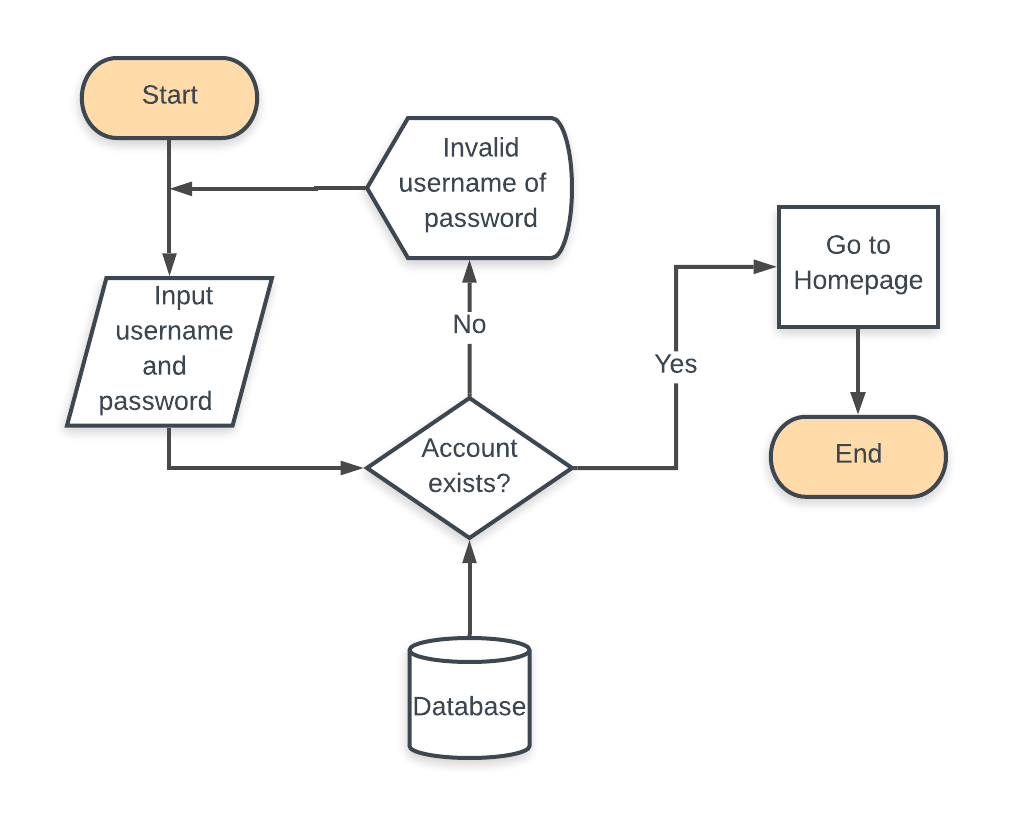 Start
Invalid
username of
password
Input
username
and
password
No
Yes
Go to
Homepage
Account
exists?
End
Database